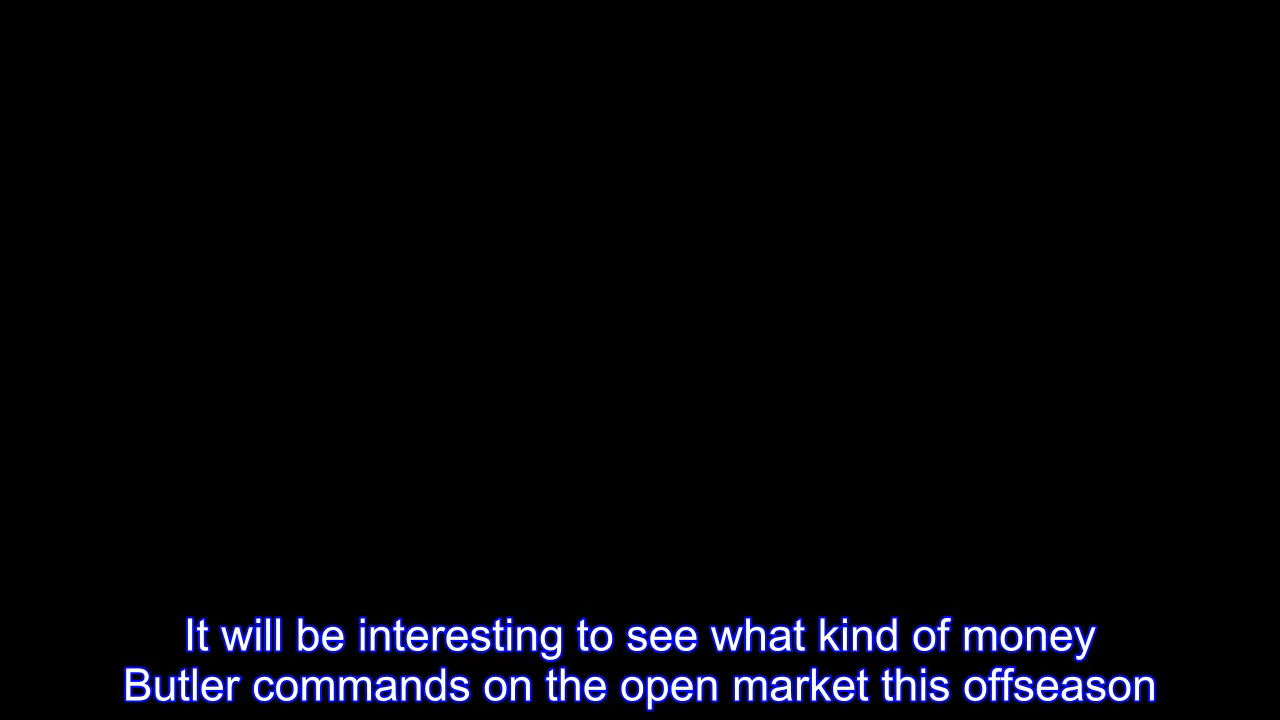 It will be interesting to see what kind of money
Butler commands on the open market this offseason